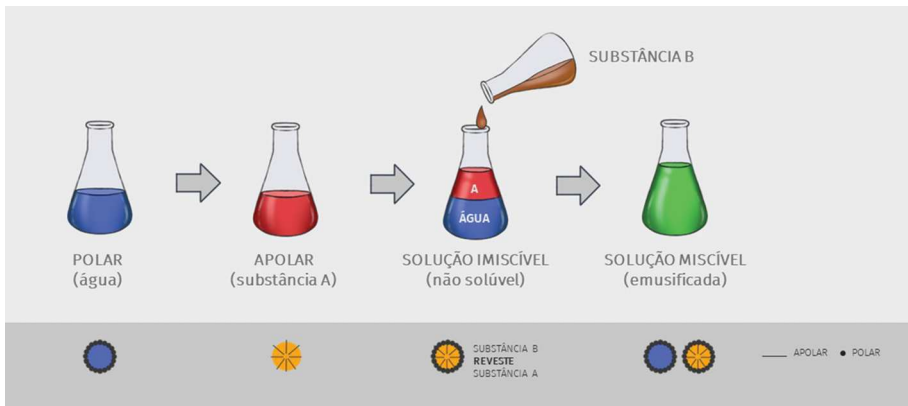 SUBSTÂNCIA B
A
ÁGUA
POLAR
(água)
APOLAR
(substância A)
SOLUÇÃO IMISCÍVEL
(não solúvel)
SOLUÇÃO MISCÍVEL
(emusificada)
SUBSTÂNCIA B
REVESTE
SUBSTÂNCIA A
APOLAR
POLAR